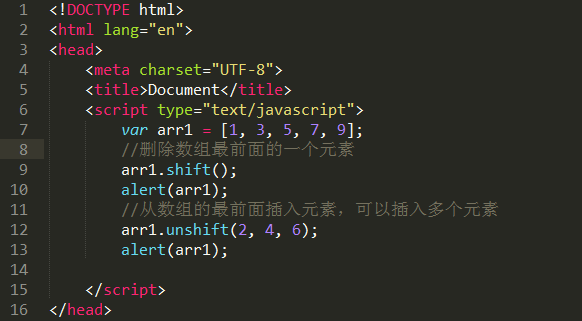 1 <!DOCTYPE html>
2 <html lang="en">
3 <head>
4     <meta charset="UTF-8">
5     <title>Document</title>
6     <script type="text/javascript">
7         var arr1 = [1, 3, 5, 7, 9];
8         //删除数组最前面的一个元素
9         arr1.shift();
10         alert(arr1);
11         //从数组的最前面插入元素，可以插入多个元素
12         arr1.unshift(2, 4, 6);
13         alert(arr1);
14
15     </script>
16 </head>